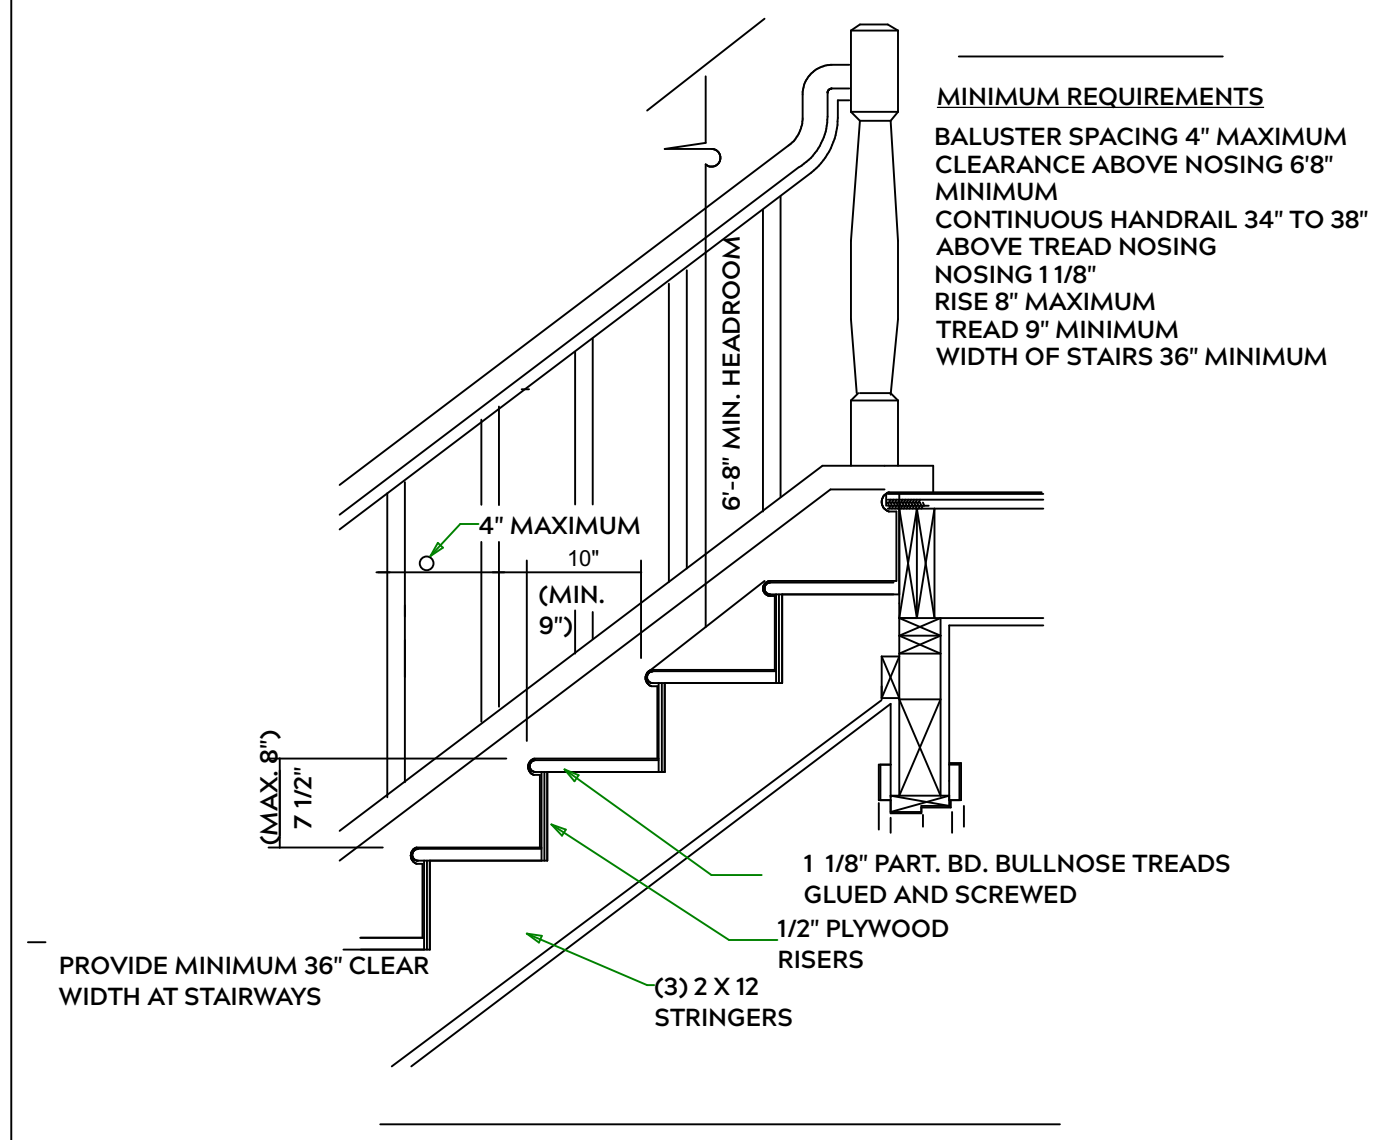 MINIMUM REQUIREMENTS
BALUSTER SPACING 4" MAXIMUM
CLEARANCE ABOVE NOSING 6'8"
MINIMUM
CONTINUOUS HANDRAIL 34" TO 38"
ABOVE TREAD NOSING
NOSING 1 1/8"
RISE 8" MAXIMUM
TREAD 9" MINIMUM
WIDTH OF STAIRS 36" MINIMUM
6'-8" MIN. HEADROOM
4" MAXIMUM
10"
(MIN.
9")
(MAX. 8")
7 1/2"
1 1/8" PART. BD. BULLNOSE TREADS
GLUED AND SCREWED
1/2" PLYWOOD
RISERS
(3) 2 X 12
STRINGERS
PROVIDE MINIMUM 36" CLEAR
WIDTH AT STAIRWAYS